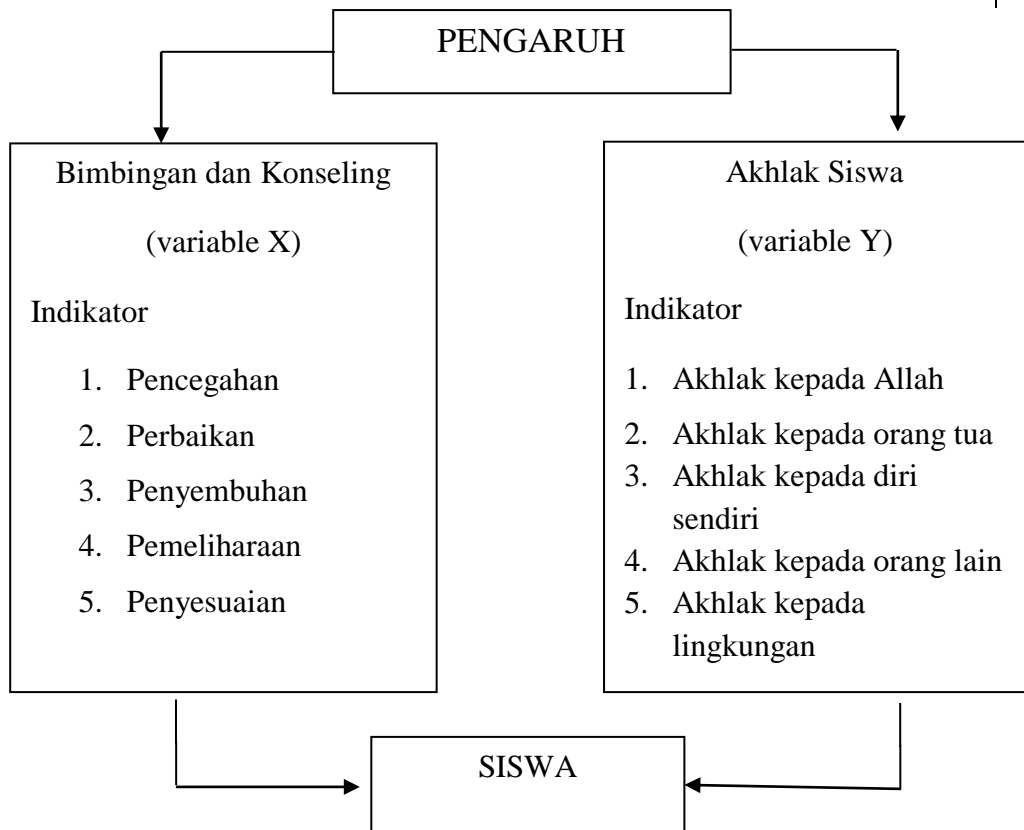 PENGARUH
Bimbingan dan Konseling
(variable X)
Indikator
1. Pencegahan
2. Perbaikan
3. Penyembuhan
4. Pemeliharaan
5. Penyesuaian
Akhlak Siswa
(variable Y)
Indikator
1. Akhlak kepada Allah
2. Akhlak kepada orang tua
3. Akhlak kepada diri
sendiri
4. Akhlak kepada orang lain
5. Akhlak kepada
lingkungan
SISWA